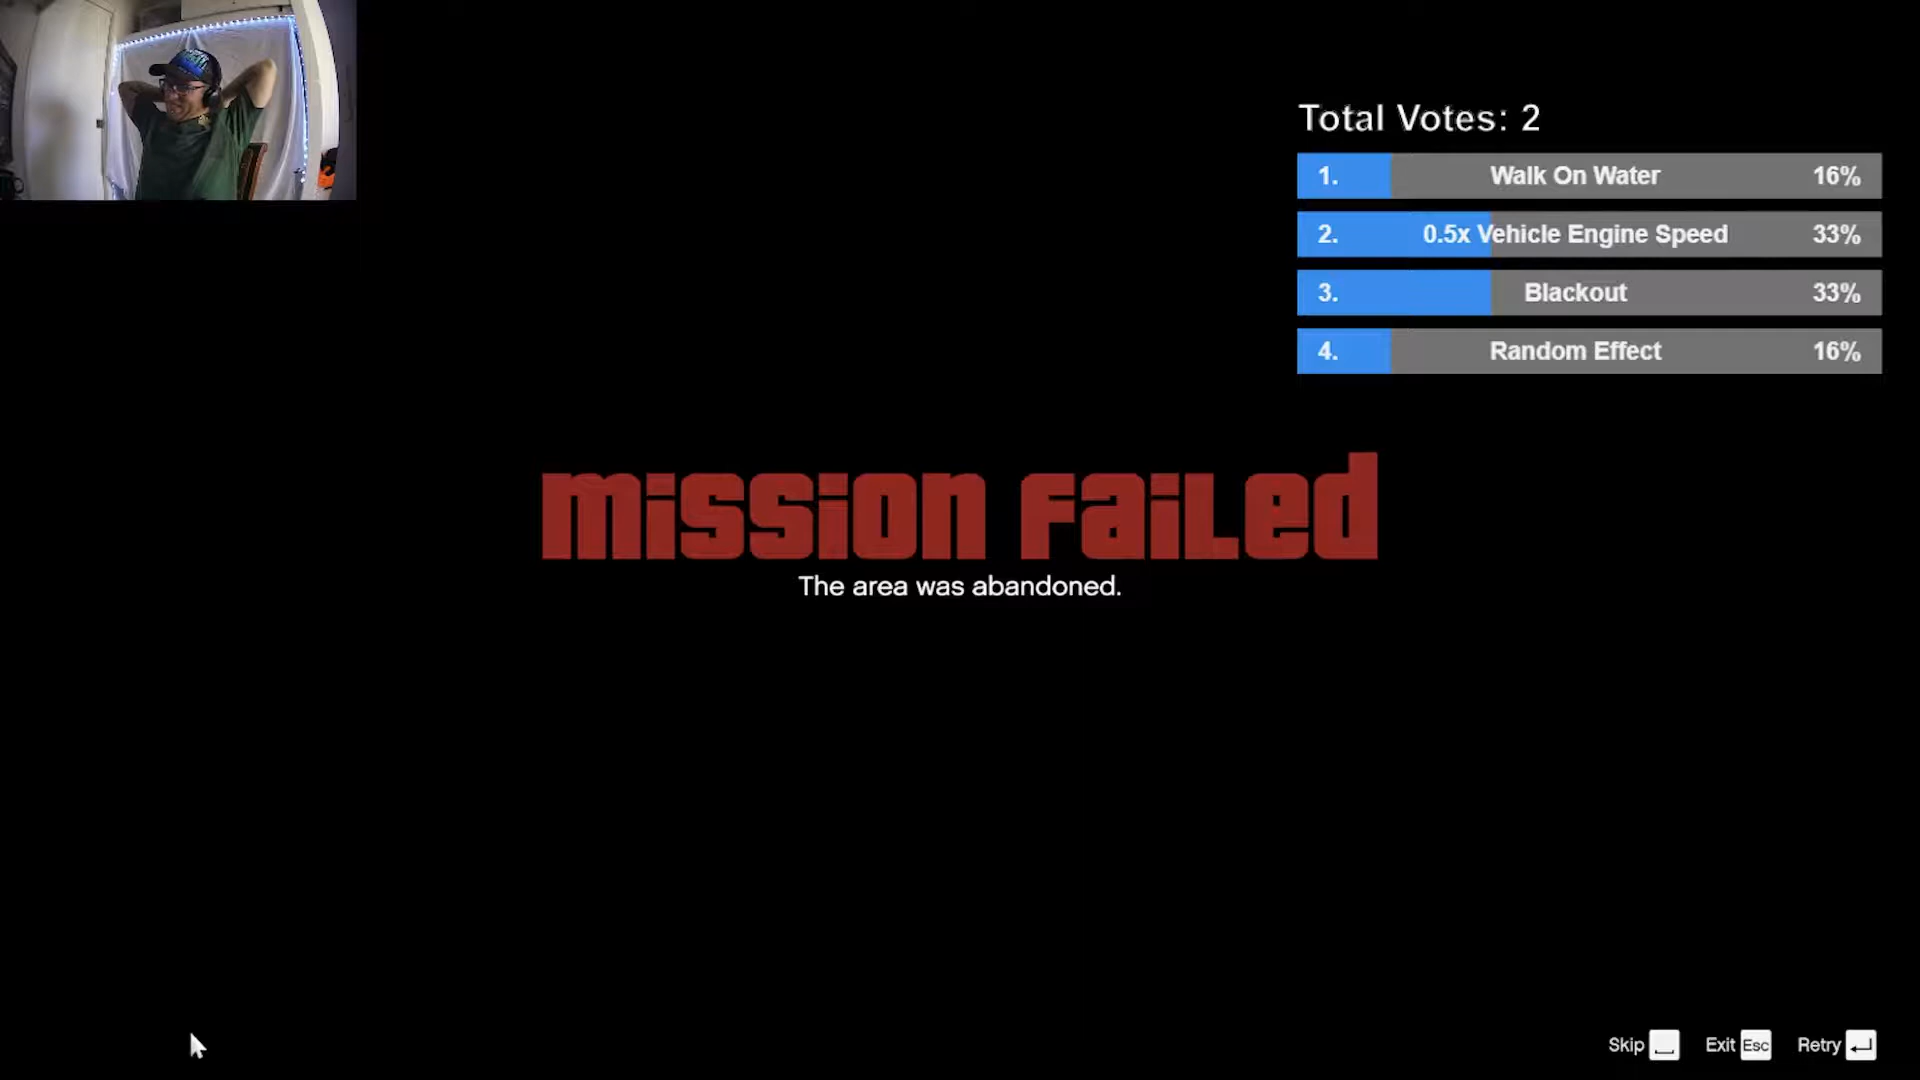 Total Votes: 2
1. Walk On Water 16%
2. 0.5x Vehicle Engine Speed 33%
3. Blackout 33%
4. Random Effect 16%
mission failed
The area was abandoned.
Skip Exit Esc Retry